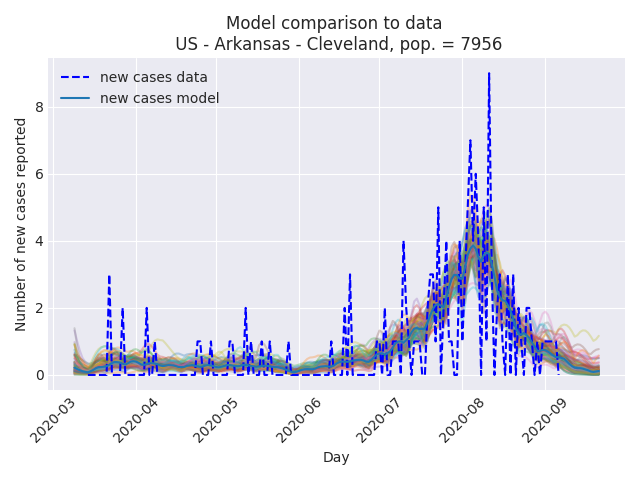 Model comparison to data
US - Arkansas - Cleveland, pop. = 7956
new cases data
new cases model
Number of new cases reported
8
6
4
2
0
2020-03
2020-04
2020-05
2020-06
2020-07
2020-08
2020-09
Day